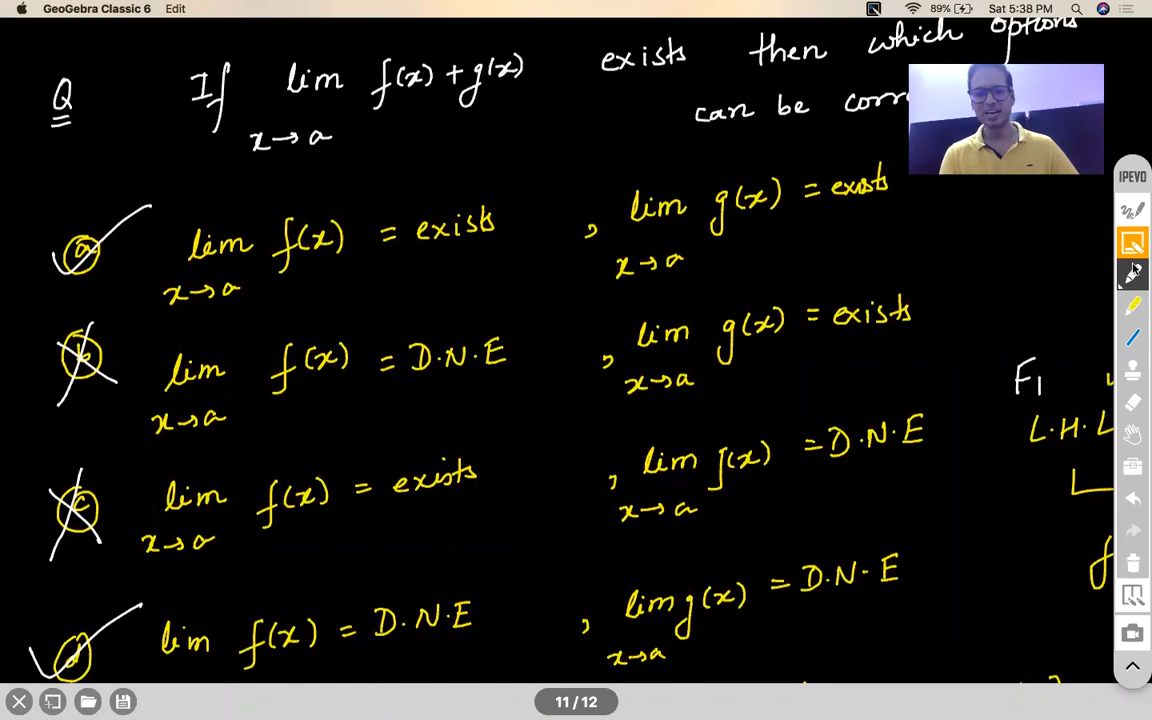 GeoGebra Classic 6 Edit 89% Sat 5:38 PM
Q If lim f(x) + g(x) exists then which options
x→a can be
IPEVO
a lim f(x) = exists , lim g(x) = exists
x→a x→a
b lim f(x) = D.N.E , lim g(x) = exists
x→a x→a
F1
L.H.L
c lim f(x) = exists , lim g(x) = D.N.E
x→a x→a
L
f
d lim f(x) = D.N.E , lim g(x) = D.N.E
x→a
11 / 12